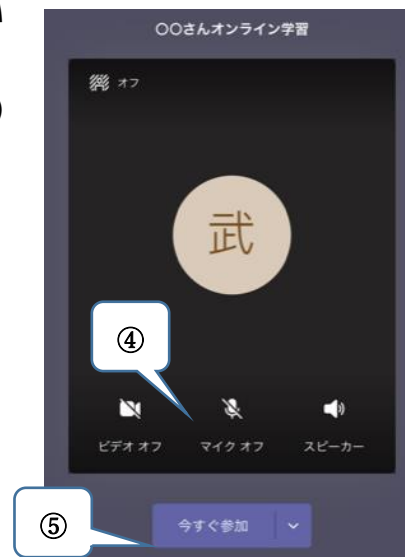 〇〇さんオンライン学習
オフ
武
④
ビデオ オフ マイク オフ スピーカー
⑤ 今すぐ参加